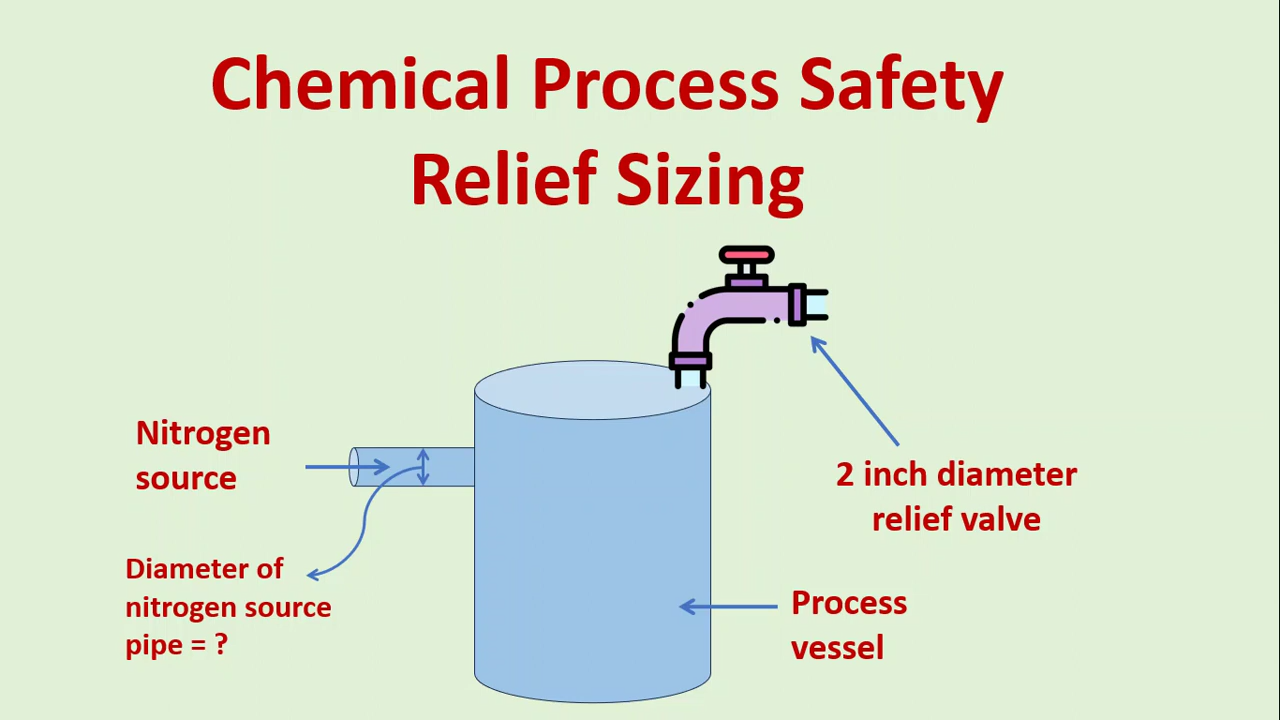 Chemical Process Safety
Relief Sizing
Nitrogen
source
2 inch diameter
relief valve
Diameter of
nitrogen source
pipe = ?
Process
vessel